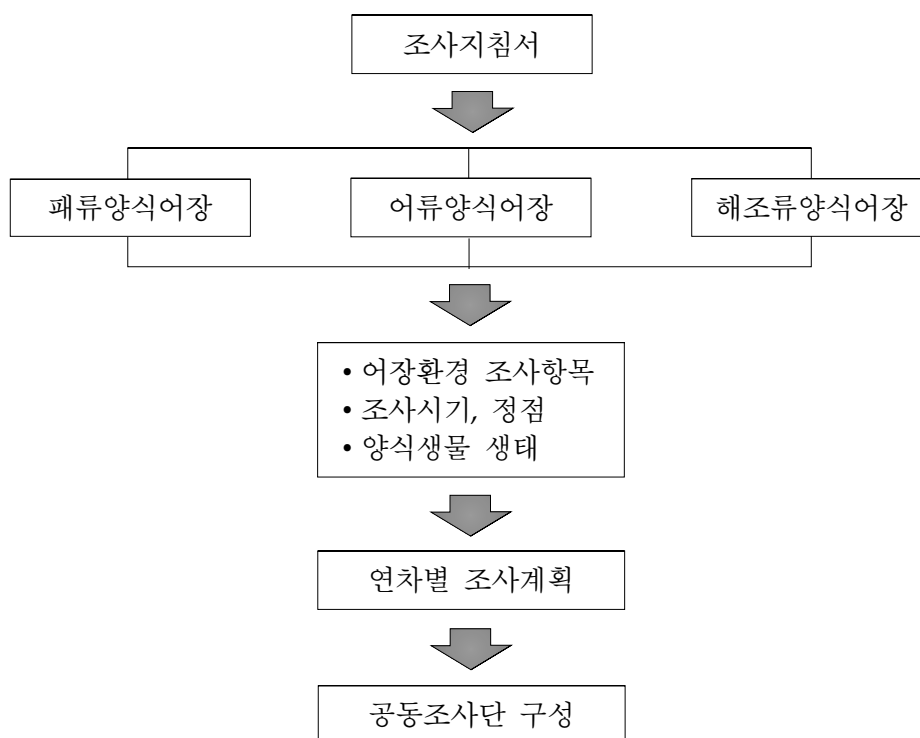 조사지침서
패류양식어장 어류양식어장 해조류양식어장
• 어장환경 조사항목
• 조사시기, 정점
• 양식생물 생태
연차별 조사계획
공동조사단 구성